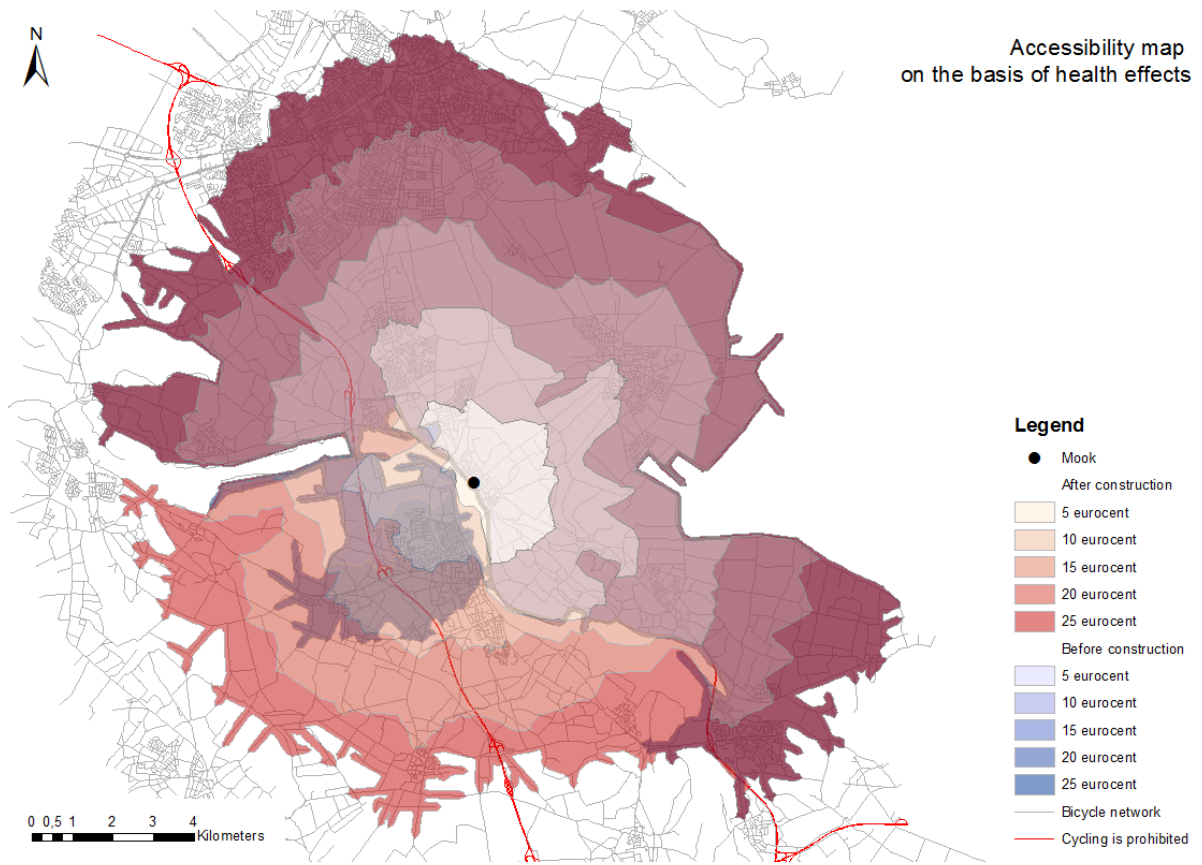 N
Accessibility map
on the basis of health effects
Legend
Mook
After construction
5 eurocent
10 eurocent
15 eurocent
20 eurocent
25 eurocent
Before construction
5 eurocent
10 eurocent
15 eurocent
20 eurocent
25 eurocent
Bicycle network
Cycling is prohibited
0 0,5 1 2 3 4
Kilometers